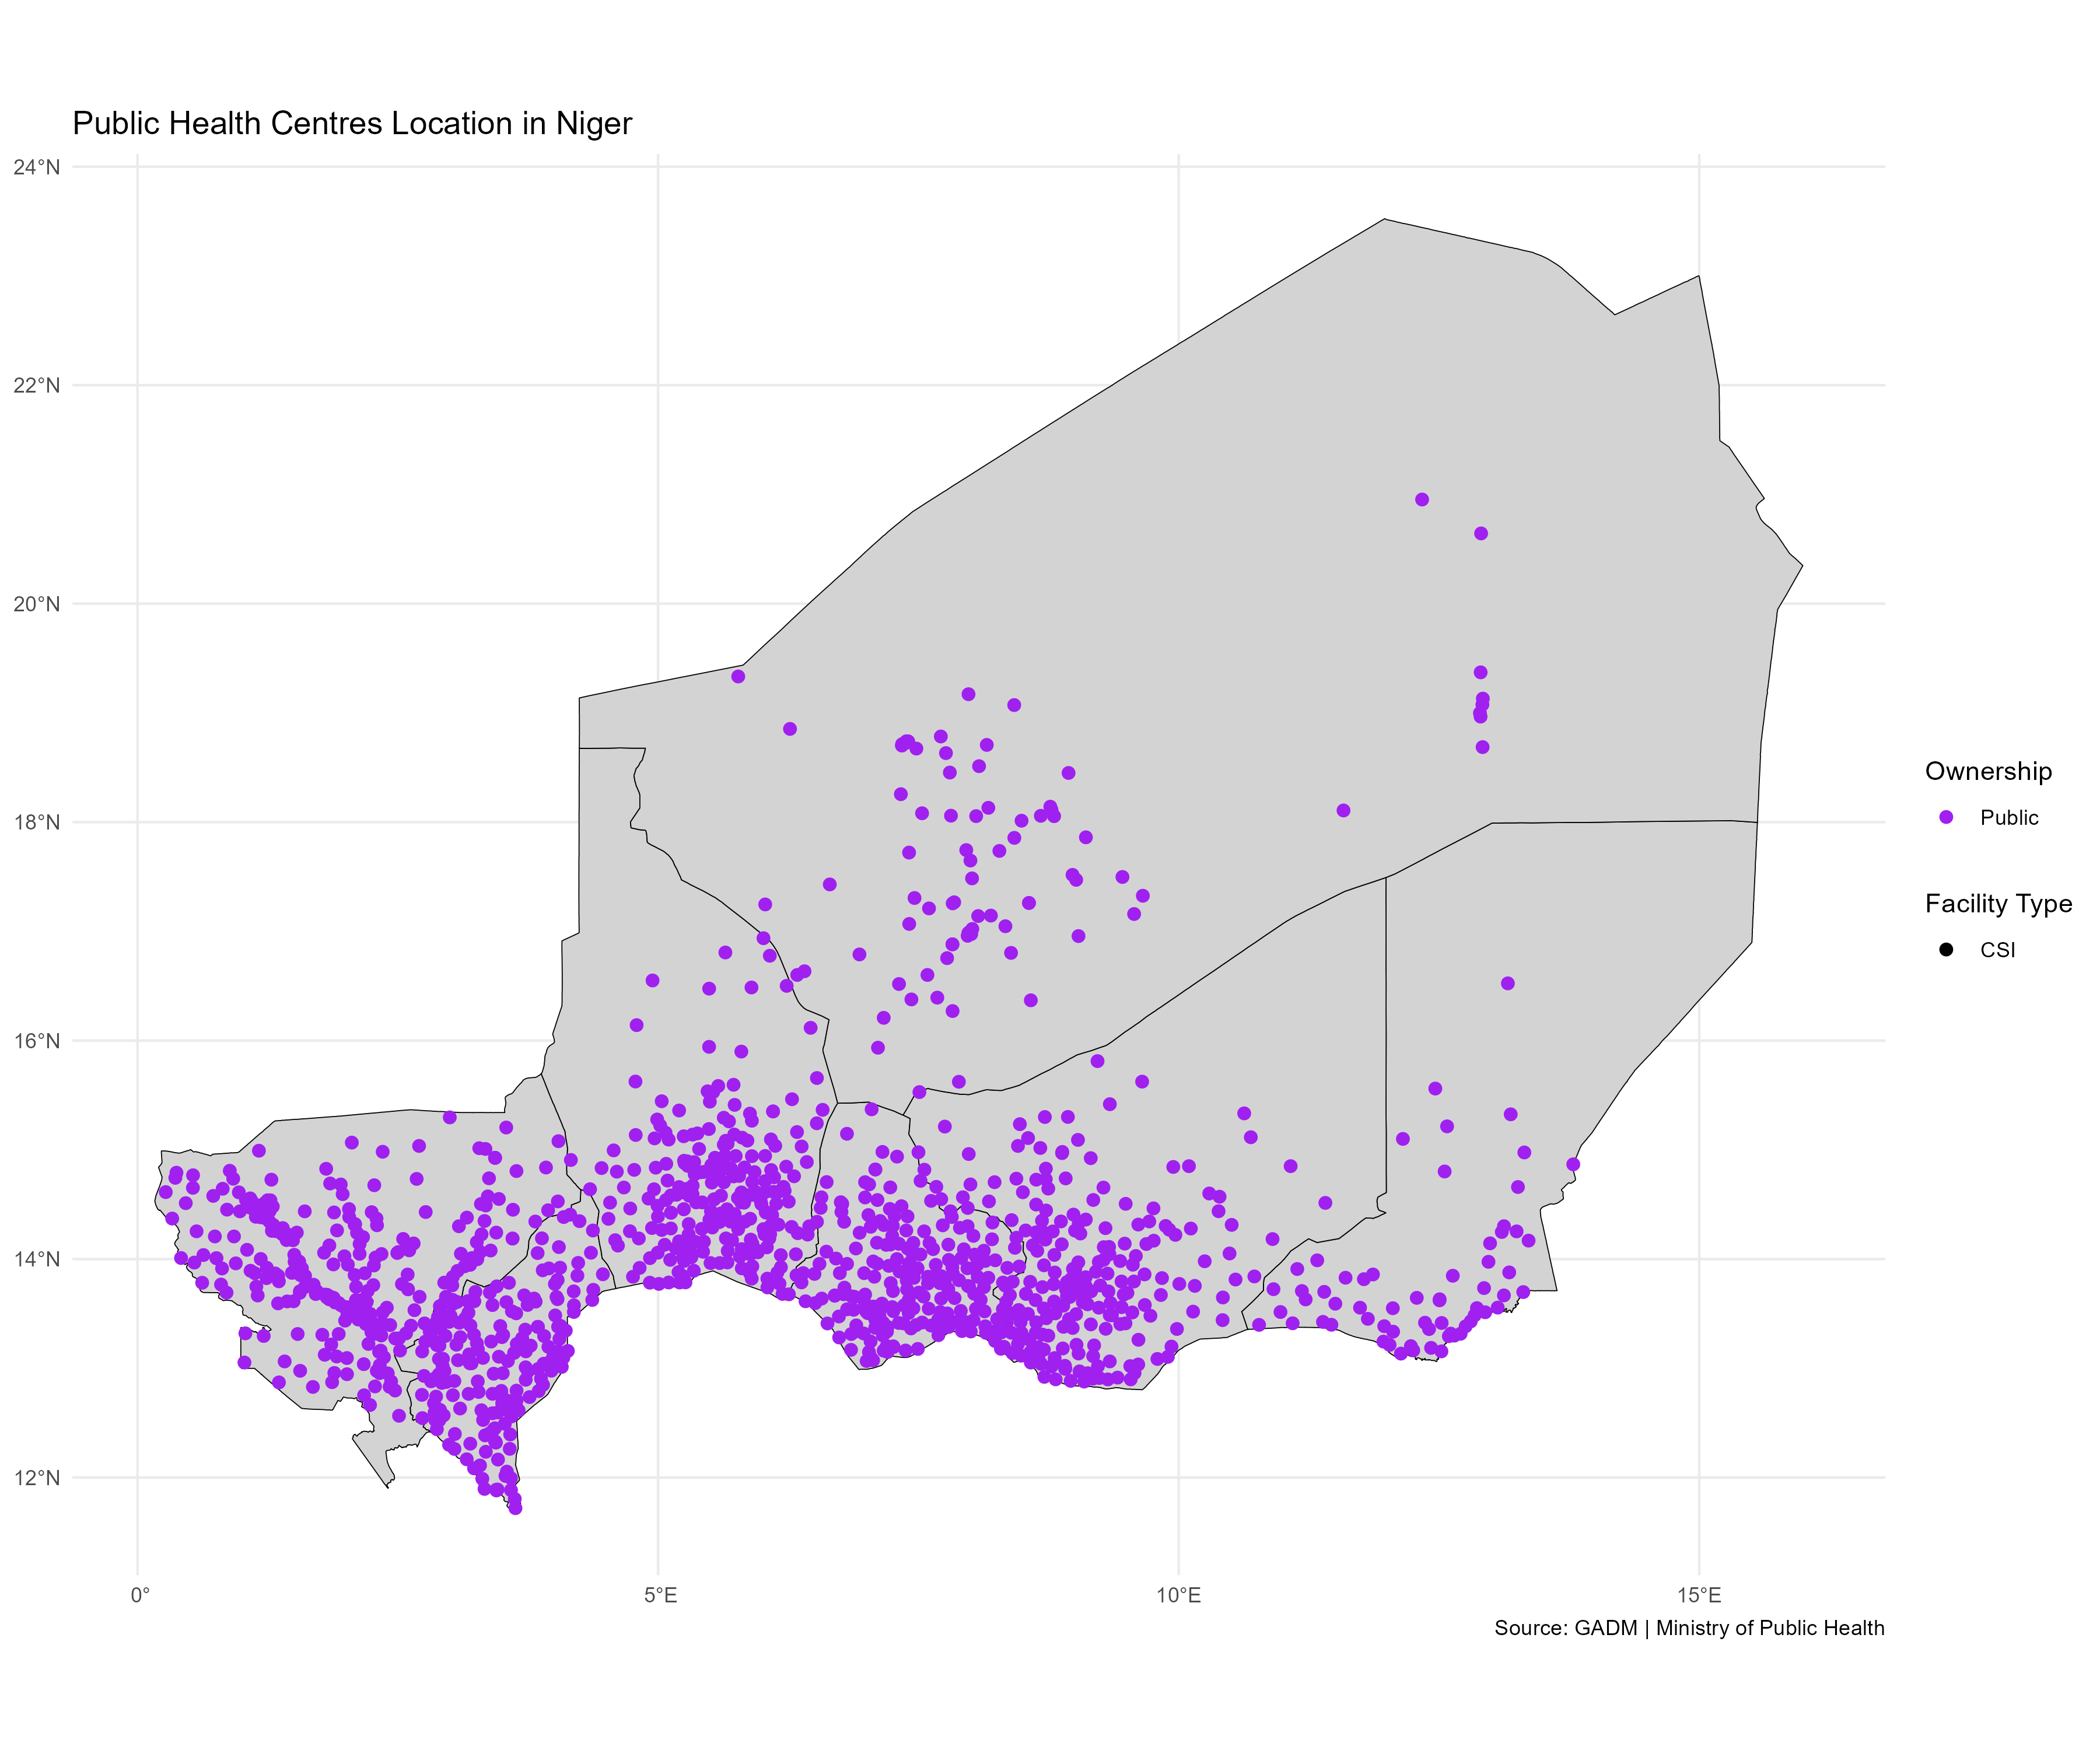 Public Health Centres Location in Niger
24°N
22°N
20°N
18°N
16°N
14°N
12°N
0°
5°E
10°E
15°E
Ownership
Public
Facility Type
CSI
Source: GADM | Ministry of Public Health